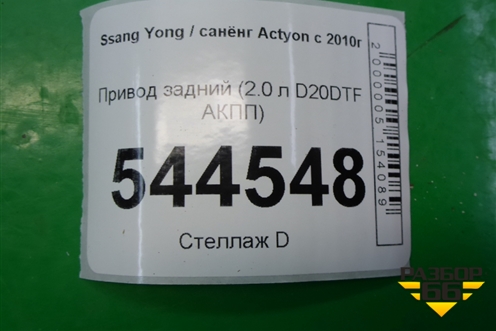 Ssang Yong / санёнг Actyon с 2010г
Привод задний (2.0 л D20DTF
АКПП)
544548
Стеллаж D
2000005154089
РАЗБОР
66